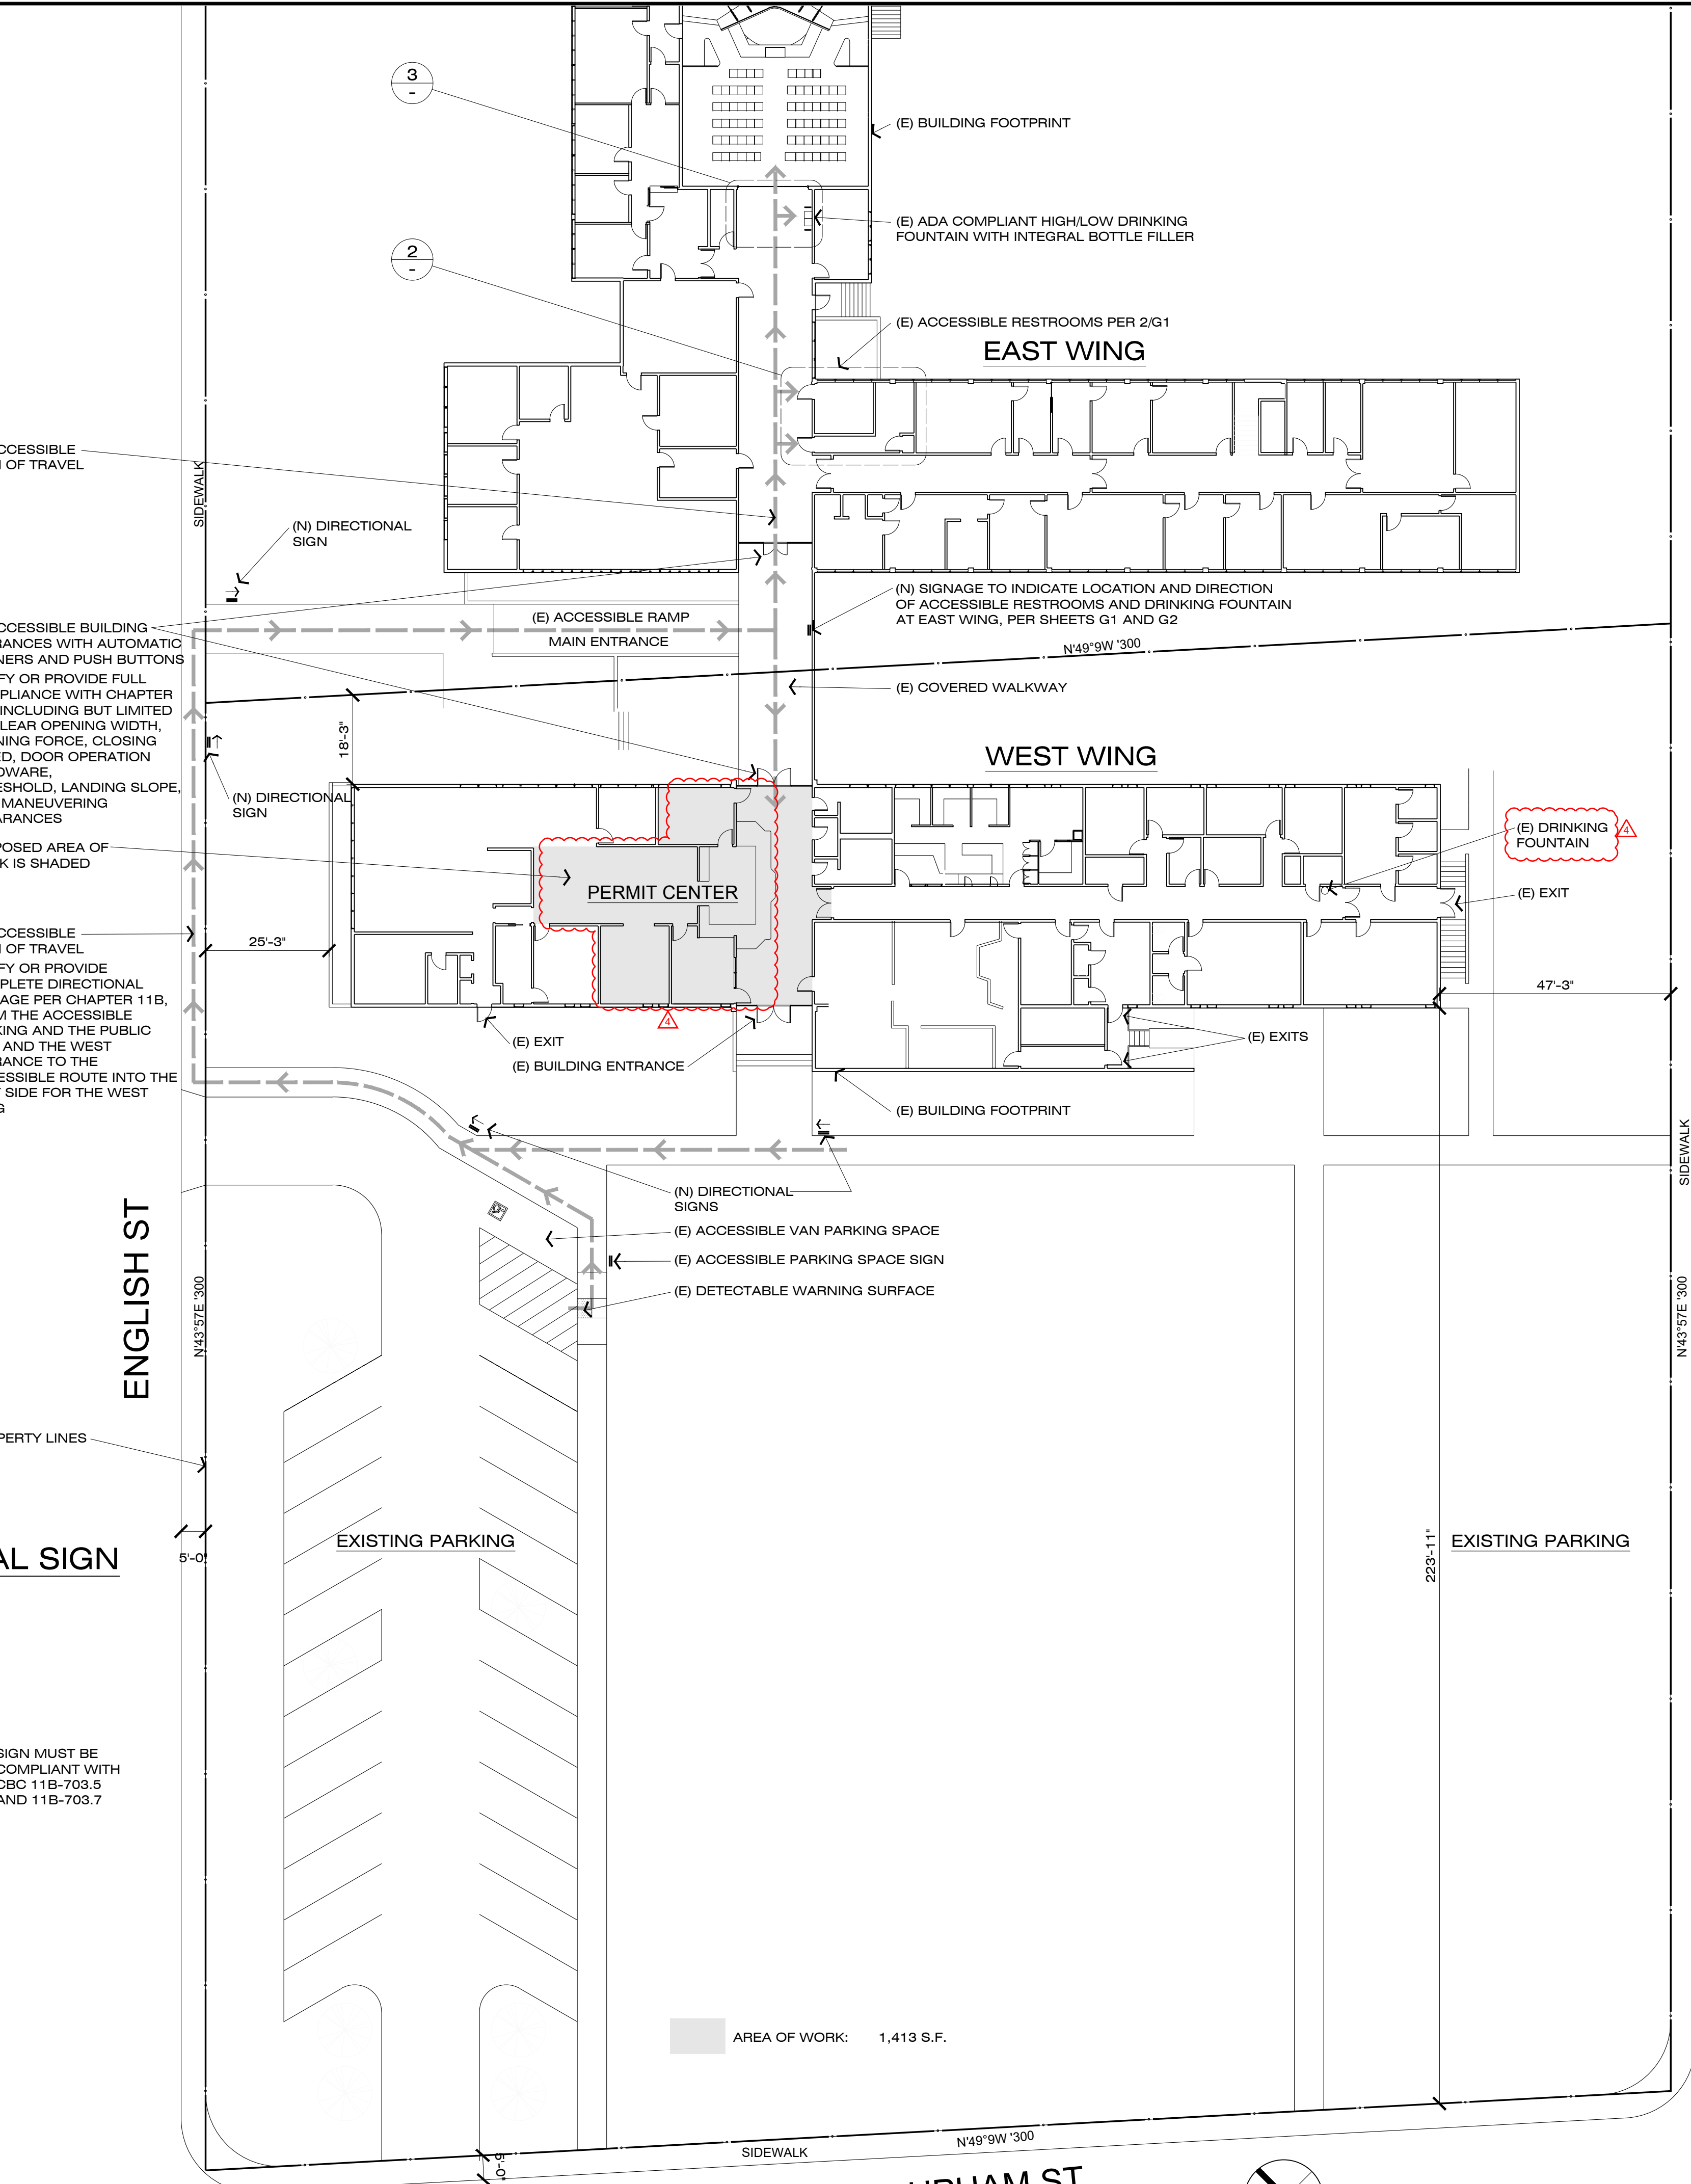 3
-
(E) BUILDING FOOTPRINT
(E) ADA COMPLIANT HIGH/LOW DRINKING
FOUNTAIN WITH INTEGRAL BOTTLE FILLER
2
-
(E) ACCESSIBLE RESTROOMS PER 2/G1
EAST WING
CCESSIBLE
OF TRAVEL
SIDEWALK
(N) DIRECTIONAL
SIGN
(N) SIGNAGE TO INDICATE LOCATION AND DIRECTION
OF ACCESSIBLE RESTROOMS AND DRINKING FOUNTAIN
AT EAST WING, PER SHEETS G1 AND G2
(E) ACCESSIBLE RAMP
MAIN ENTRANCE
N'49°9W '300
CCESSIBLE BUILDING
RANCES WITH AUTOMATIC
NERS AND PUSH BUTTONS
FY OR PROVIDE FULL
PLIANCE WITH CHAPTER
INCLUDING BUT LIMITED
LEAR OPENING WIDTH,
NING FORCE, CLOSING
ED, DOOR OPERATION
DWARE,
ESHOLD, LANDING SLOPE,
MANEUVERING
ARANCES
(E) COVERED WALKWAY
18'-3"
WEST WING
(N) DIRECTIONAL
SIGN
POSED AREA OF
K IS SHADED
PERMIT CENTER
(E) DRINKING
FOUNTAIN
4
(E) EXIT
CCESSIBLE
OF TRAVEL
25'-3"
FY OR PROVIDE
PLETE DIRECTIONAL
AGE PER CHAPTER 11B,
M THE ACCESSIBLE
KING AND THE PUBLIC
AND THE WEST
RANCE TO THE
ESSIBLE ROUTE INTO THE
SIDE FOR THE WEST
G
47'-3"
4
(E) EXIT
(E) BUILDING ENTRANCE
(E) EXITS
(E) BUILDING FOOTPRINT
SIDEWALK
(N) DIRECTIONAL
SIGNS
(E) ACCESSIBLE VAN PARKING SPACE
(E) ACCESSIBLE PARKING SPACE SIGN
(E) DETECTABLE WARNING SURFACE
ENGLISH ST
N'43°57E '300
N'43°57E '300
PERTY LINES
EXISTING PARKING
223'-11"
EXISTING PARKING
AL SIGN
5'-0"
SIGN MUST BE
COMPLIANT WITH
CBC 11B-703.5
AND 11B-703.7
AREA OF WORK: 1,413 S.F.
SIDEWALK
N'49°9W '300
5'-0"
ST